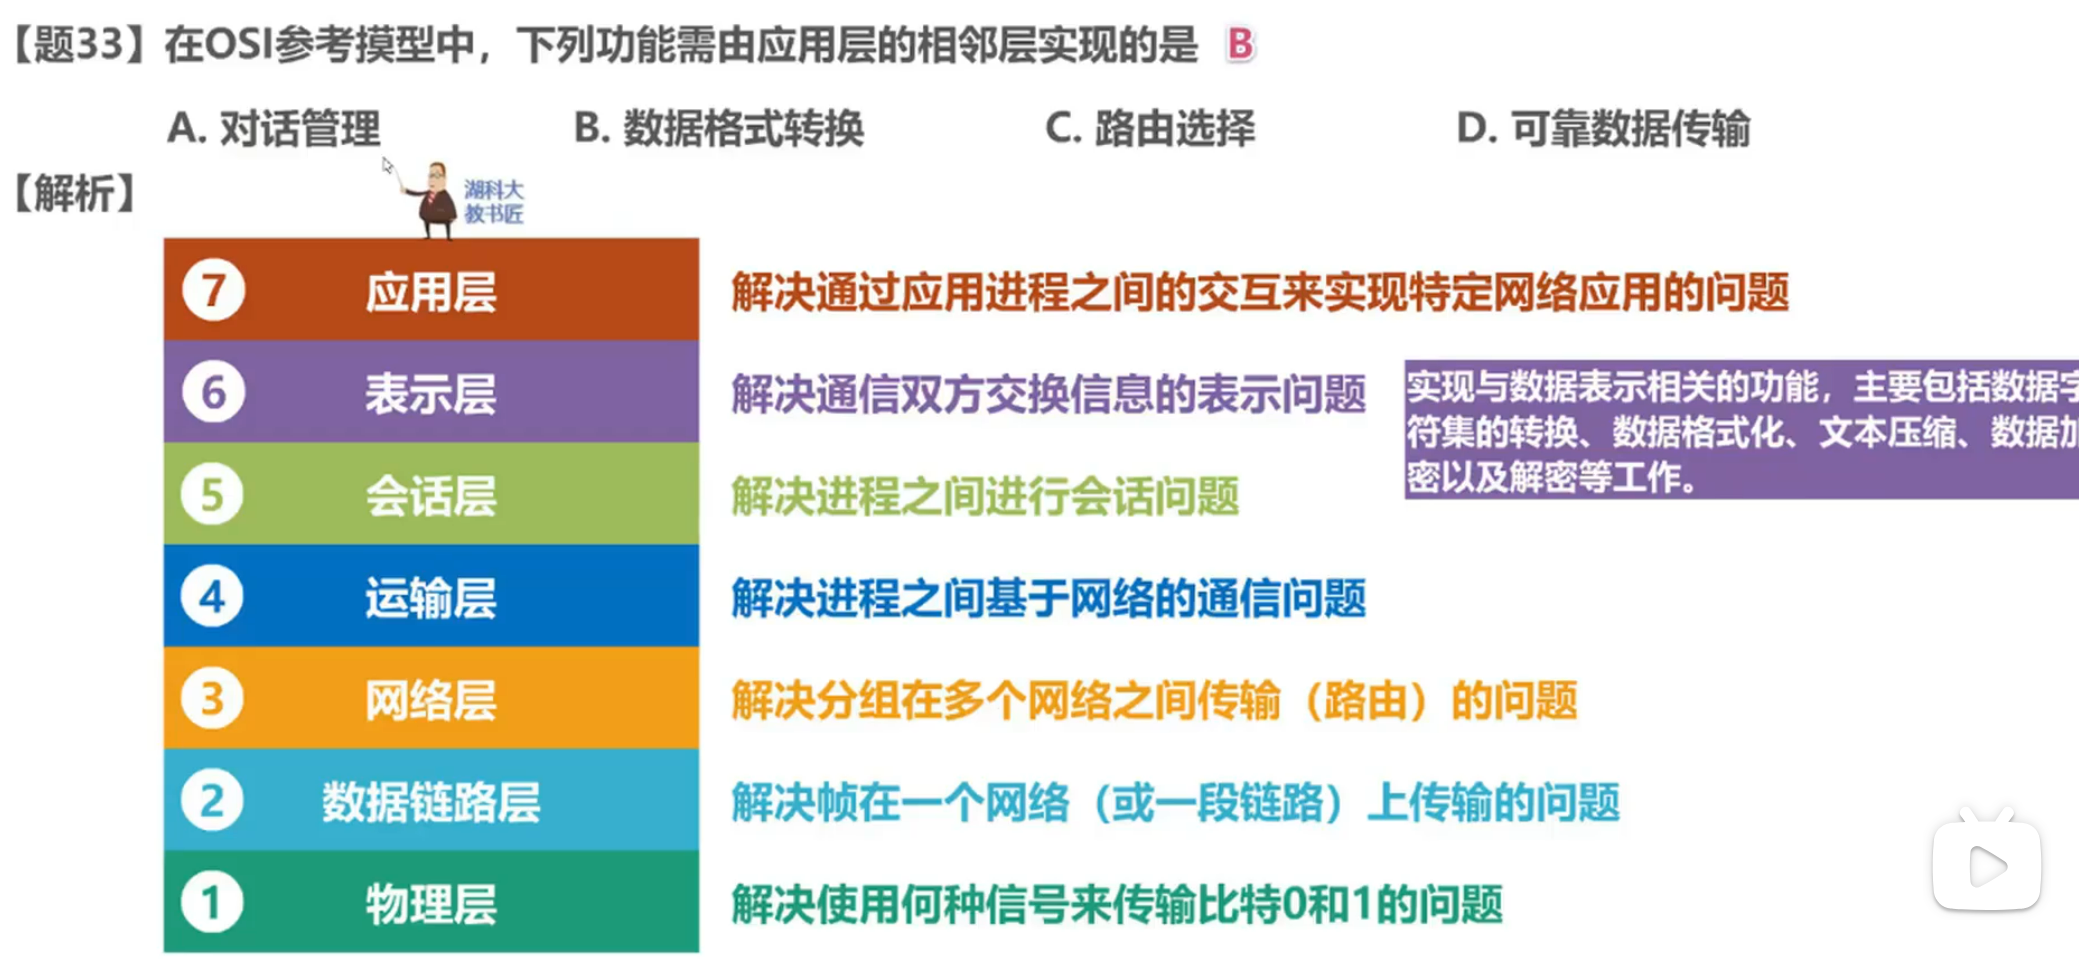 【题33】在OSI参考摸型中，下列功能需由应用层的相邻层实现的是 B
A. 对话管理 B. 数据格式转换 C. 路由选择 D. 可靠数据传输
【解析】
湖科大
教书匠
7 应用层 解决通过应用进程之间的交互来实现特定网络应用的问题
6 表示层 解决通信双方交换信息的表示问题
实现与数据表示相关的功能，主要包括数据字
符集的转换、数据格式化、文本压缩、数据加
密以及解密等工作。
5 会话层 解决进程之间进行会话问题
4 运输层 解决进程之间基于网络的通信问题
3 网络层 解决分组在多个网络之间传输（路由）的问题
2 数据链路层 解决帧在一个网络（或一段链路）上传输的问题
1 物理层 解决使用何种信号来传输比特0和1的问题